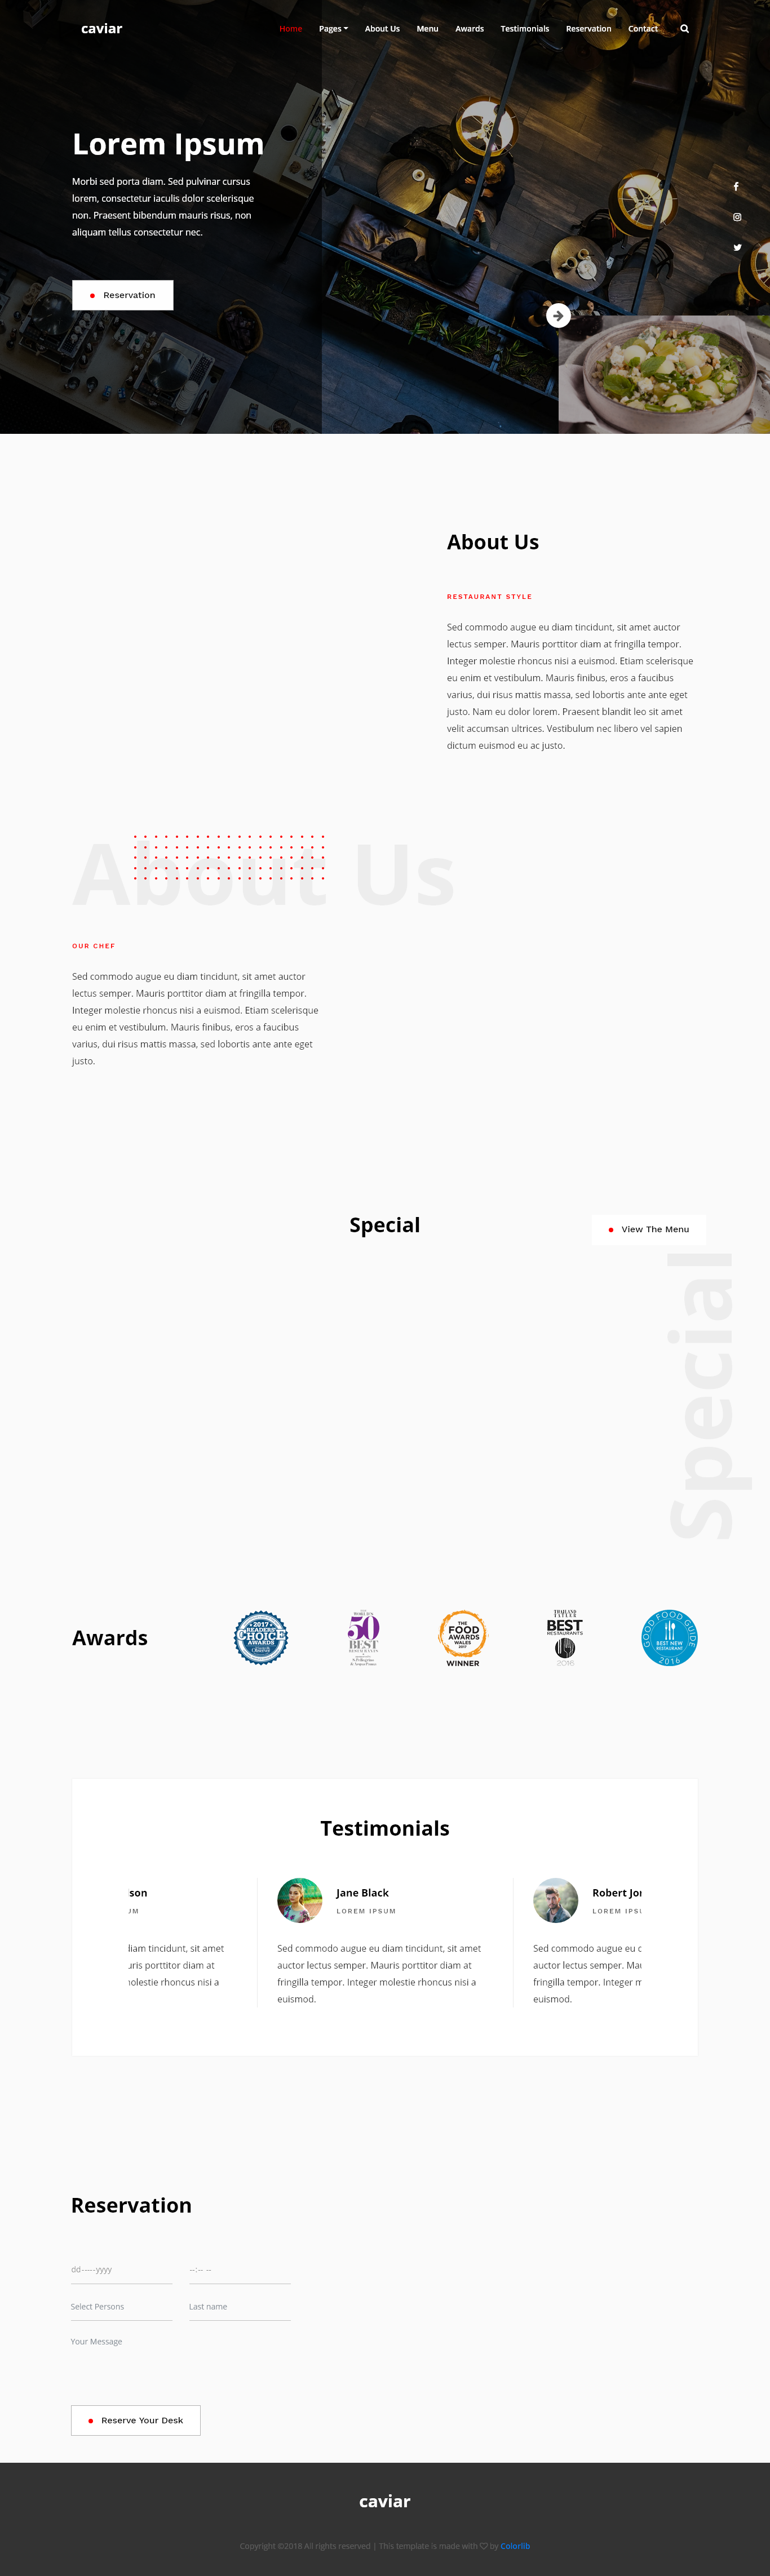 caviar
Home Pages About Us Menu Awards Testimonials Reservation Contact
Lorem Ipsum
Morbi sed porta diam. Sed pulvinar cursus
lorem, consectetur iaculis dolor scelerisque
non. Praesent bibendum mauris risus, non
aliquam tellus consectetur nec.
Reservation
About Us
RESTAURANT STYLE
Sed commodo augue eu diam tincidunt, sit amet auctor
lectus semper. Mauris porttitor diam at fringilla tempor.
Integer molestie rhoncus nisi a euismod. Etiam scelerisque
eu enim et vestibulum. Mauris finibus, eros a faucibus
varius, dui risus mattis massa, sed lobortis ante ante eget
justo. Nam eu dolor lorem. Praesent blandit leo sit amet
velit accumsan ultrices. Vestibulum nec libero vel sapien
dictum euismod eu ac justo.
About Us
OUR CHEF
Sed commodo augue eu diam tincidunt, sit amet auctor
lectus semper. Mauris porttitor diam at fringilla tempor.
Integer molestie rhoncus nisi a euismod. Etiam scelerisque
eu enim et vestibulum. Mauris finibus, eros a faucibus
varius, dui risus mattis massa, sed lobortis ante ante eget
justo.
Special
View The Menu
Special
Awards
2017
READERS'
CHOICE
AWARDS
WORLD'S
50
BEST
THE
FOOD
AWARDS
WALES
2017
WINNER
THAILAND
TATLER
BEST
RESTAURANTS
2016
GOOD FOOD GUIDE
BEST NEW
RESTAURANT
2016
Testimonials
son
UM
diam tincidunt, sit amet
uris porttitor diam at
molestie rhoncus nisi a
Jane Black
LOREM IPSUM
Sed commodo augue eu diam tincidunt, sit amet
auctor lectus semper. Mauris porttitor diam at
fringilla tempor. Integer molestie rhoncus nisi a
euismod.
Robert Jo
LOREM IPS
Sed commodo augue eu
auctor lectus semper. Ma
fringilla tempor. Integer
euismod.
Reservation
dd-----yyyy
--:-- --
Select Persons
Last name
Your Message
Reserve Your Desk
caviar
Copyright ©2018 All rights reserved | This template is made with ♡ by Colorlib